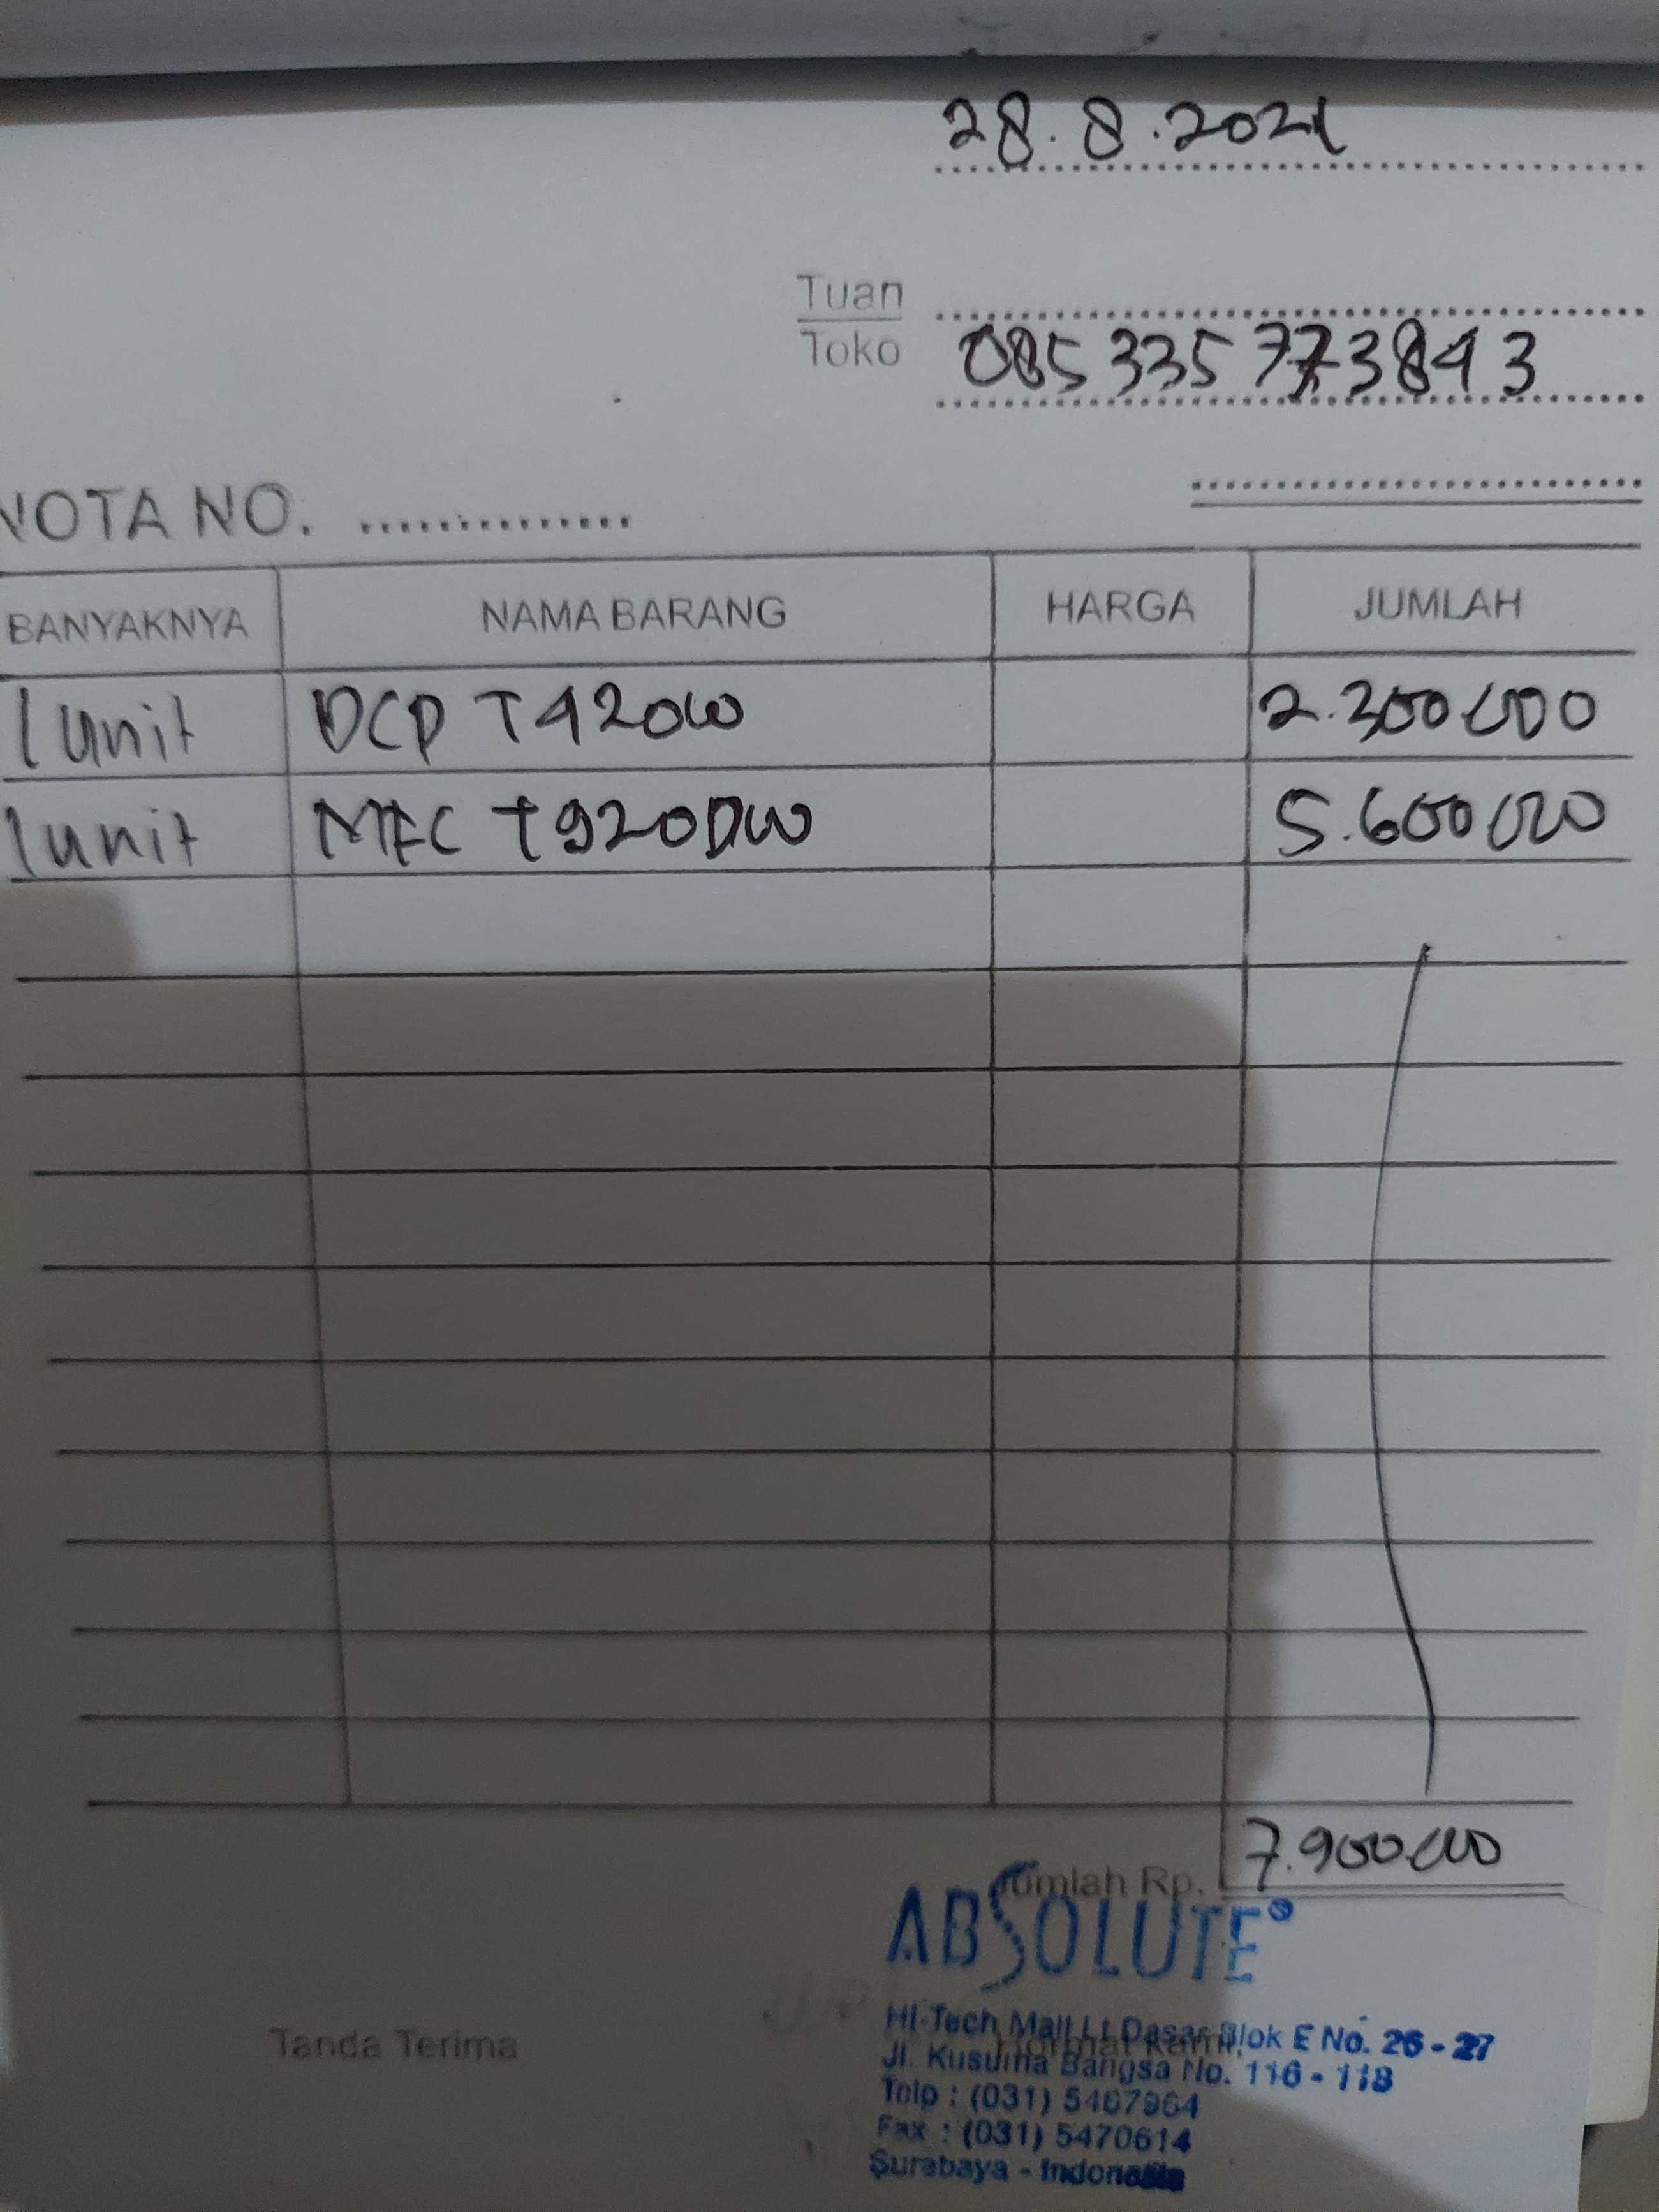 28.8.2021
Tuan
Toko 085335773843
NOTA NO. ..............
BANYAKNYA NAMA BARANG HARGA JUMLAH
1 unit DCP T420W 2.300.000
1 unit MFC T920DW 5.600.000
Jumlah Rp. 7.900.000
ABSOLUTE
Tanda Terima Hormat kami,
Hi-Tech Mall Lt. Dasar Blok E No. 26 - 27
Jl. Kusuma Bangsa No. 116 - 118
Telp : (031) 5467964
Fax : (031) 5470614
Surabaya - Indonesia